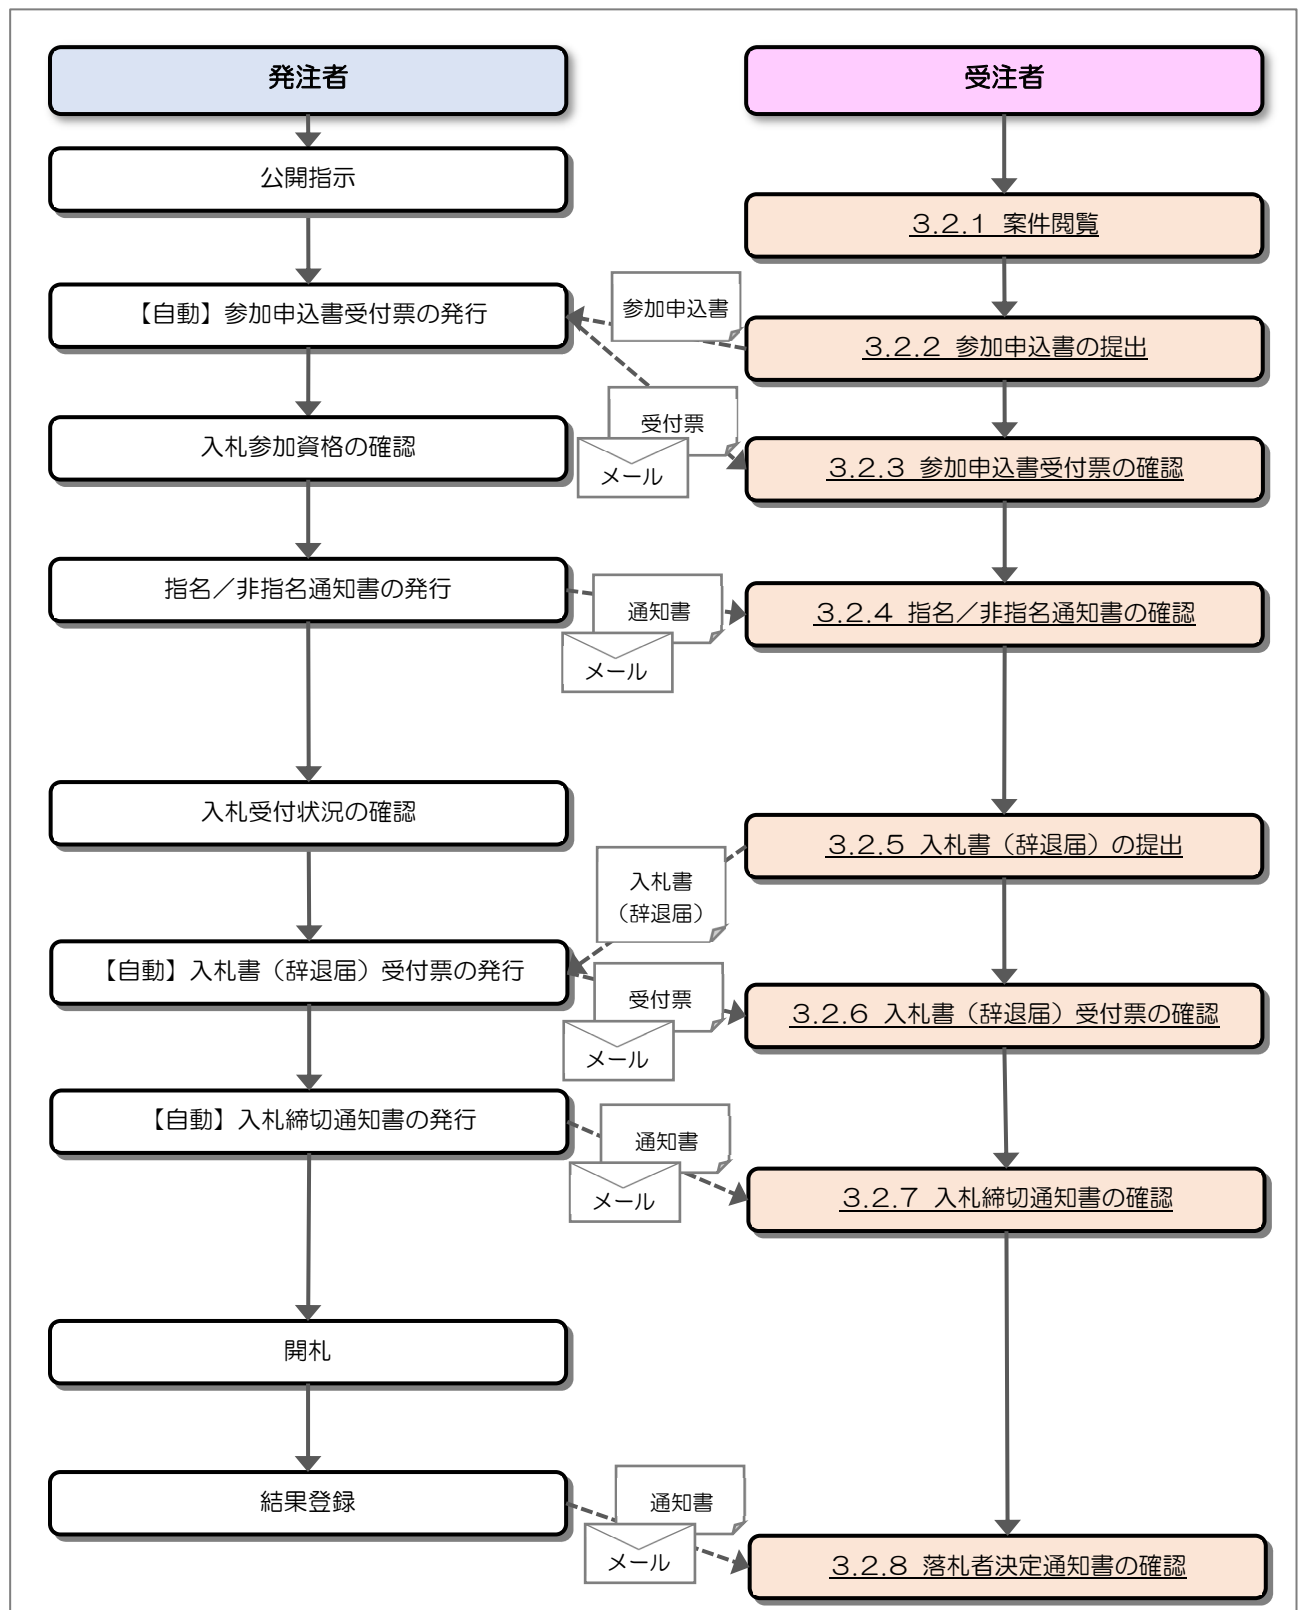 発注者
受注者
公開指示
3.2.1 案件閲覧
【自動】参加申込書受付票の発行
参加申込書
3.2.2 参加申込書の提出
入札参加資格の確認
受付票
メール
3.2.3 参加申込書受付票の確認
指名／非指名通知書の発行
通知書
メール
3.2.4 指名／非指名通知書の確認
入札受付状況の確認
3.2.5 入札書（辞退届）の提出
入札書
（辞退届）
【自動】入札書（辞退届）受付票の発行
受付票
メール
3.2.6 入札書（辞退届）受付票の確認
【自動】入札締切通知書の発行
通知書
メール
3.2.7 入札締切通知書の確認
開札
結果登録
通知書
メール
3.2.8 落札者決定通知書の確認